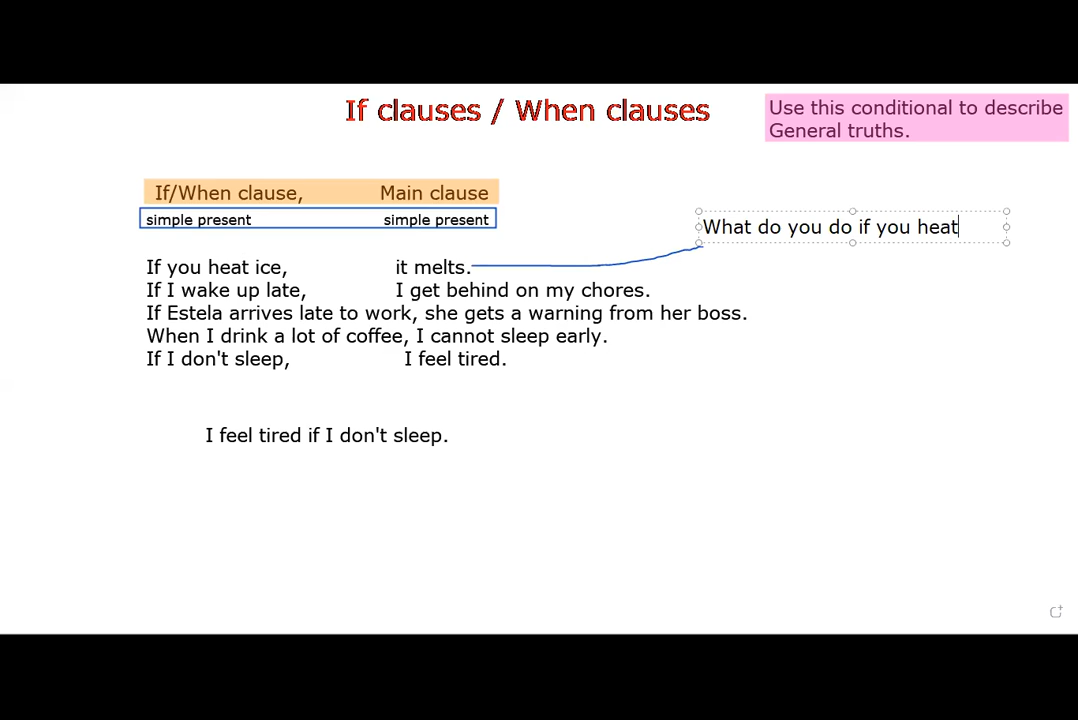 If clauses / When clauses
Use this conditional to describe
General truths.
If/When clause, Main clause
simple present simple present
What do you do if you heat
If you heat ice, it melts.
If I wake up late, I get behind on my chores.
If Estela arrives late to work, she gets a warning from her boss.
When I drink a lot of coffee, I cannot sleep early.
If I don't sleep, I feel tired.
I feel tired if I don't sleep.